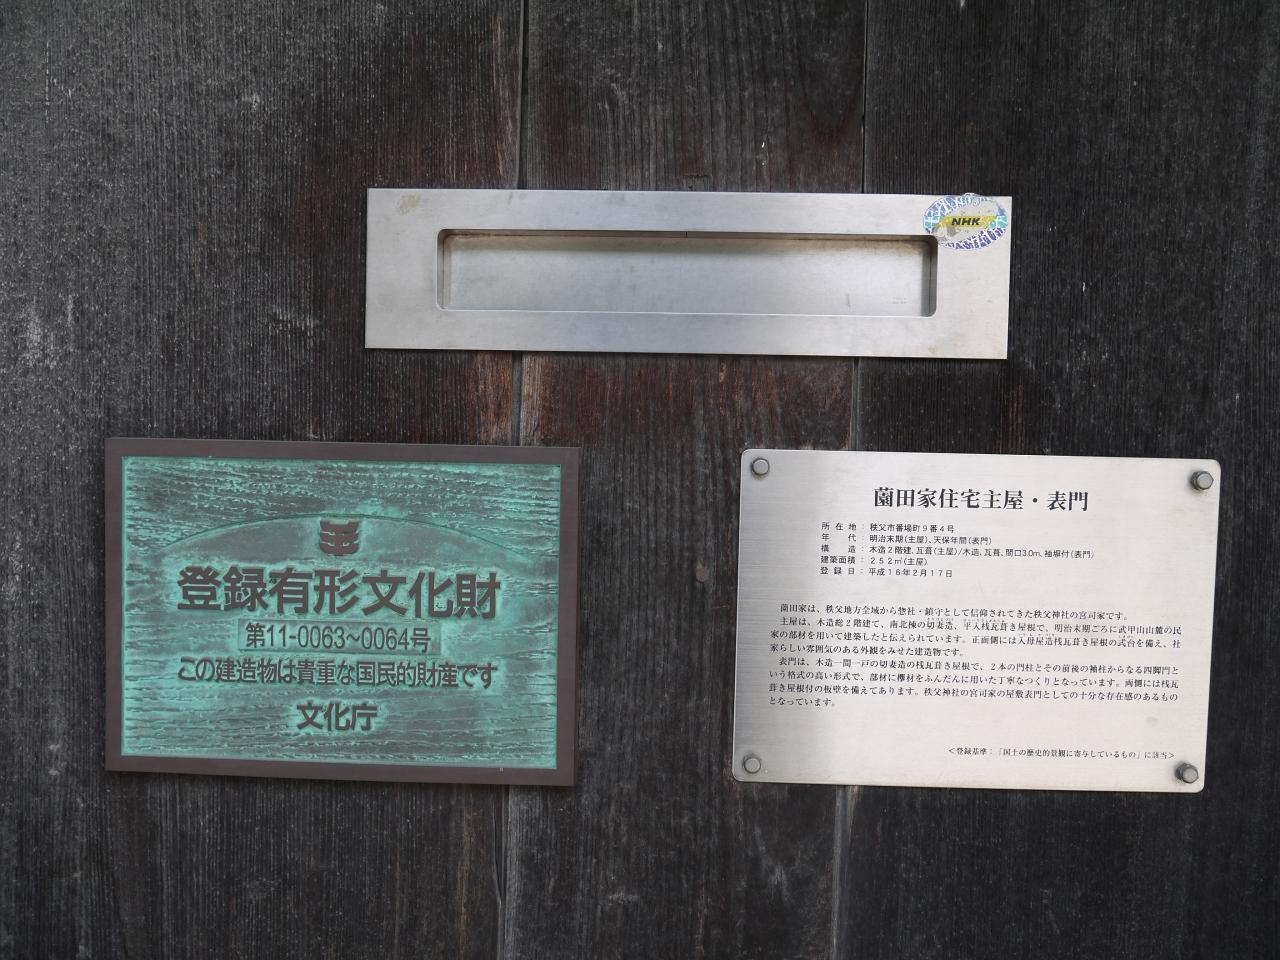 NHK
登録有形文化財
第11-0063~0064号
この建造物は貴重な国民的財産です
文化庁
薗田家住宅主屋・表門
所在地：秩父市番場町9番4号
年代：明治末期(主屋)、天保年間(表門)
構造：木造2階建、瓦葺(主屋)/木造、瓦葺、間口3.0m、袖塀付(表門)
建築面積：252㎡(主屋)
登録日：平成16年2月17日
薗田家は、秩父地方全域から惣社・鎮守として信仰されてきた秩父神社の宮司家です。
主屋は、木造総2階建て、南北棟の切妻造、平入桟瓦葺き屋根で、明治末期ごろに武甲山山麓の民
家の部材を用いて建築したと伝えられています。正面側には入母屋造桟瓦葺き屋根の式台を備え、社
家らしい雰囲気のある外観をみせた建造物です。
表門は、木造一間一戸の切妻造の桟瓦葺き屋根で、2本の門柱とその前後の袖柱からなる四脚門と
いう格式の高い形式で、部材に欅材をふんだんに用いた丁寧なつくりとなっています。両側には桟瓦
葺き屋根付の板壁を備えてあります。秩父神社の宮司家の屋敷表門としての十分な存在感のあるもの
となっています。
<登録基準：「国土の歴史的景観に寄与しているもの」に該当>